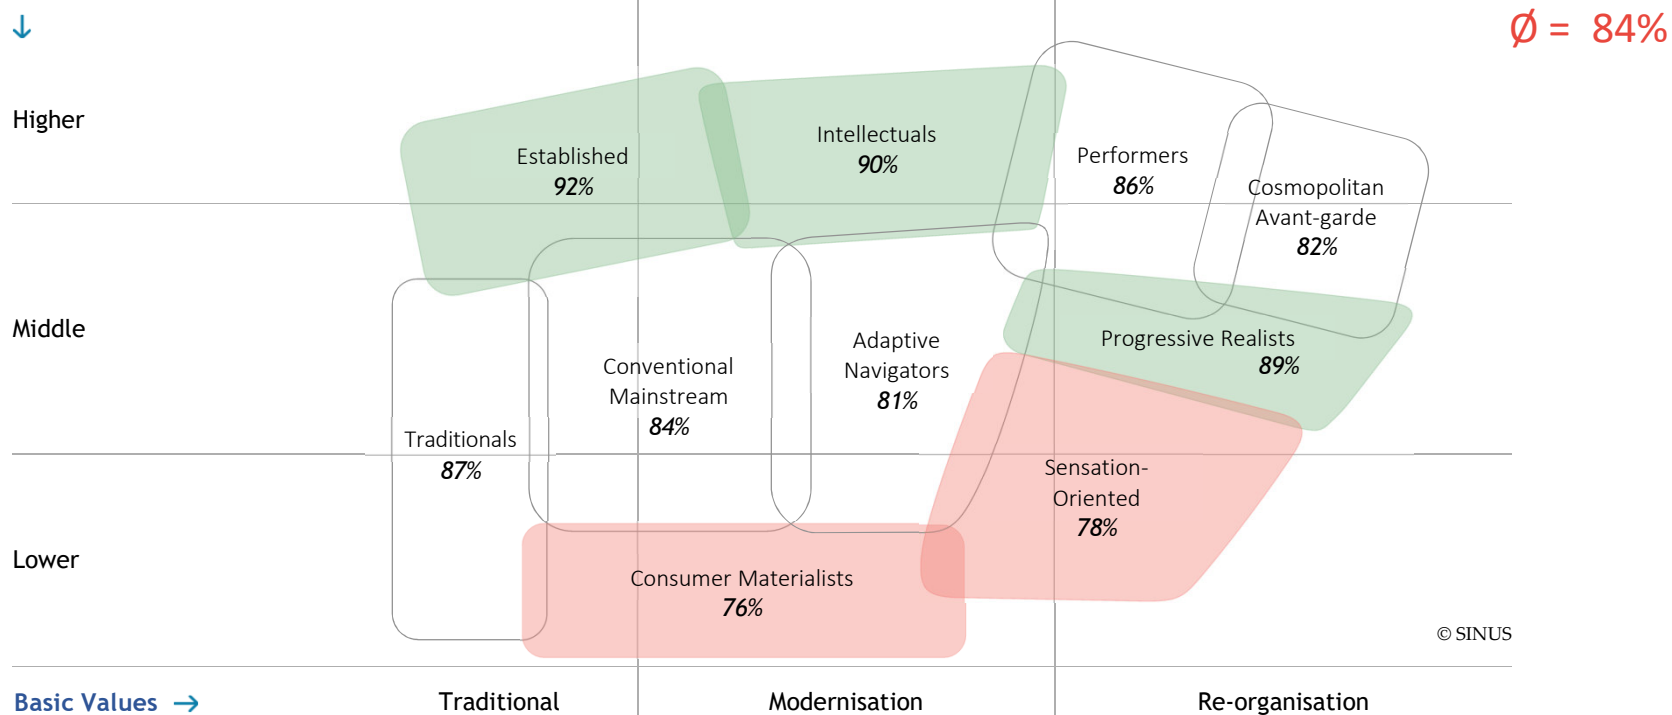 ↓
Ø = 84%
Higher
Established
92%
Intellectuals
90%
Performers
86%
Cosmopolitan
Avant-garde
82%
Middle
Progressive Realists
89%
Adaptive
Navigators
81%
Conventional
Mainstream
84%
Traditionals
87%
Sensation-
Oriented
78%
Lower
Consumer Materialists
76%
© SINUS
Basic Values →
Traditional
Modernisation
Re-organisation